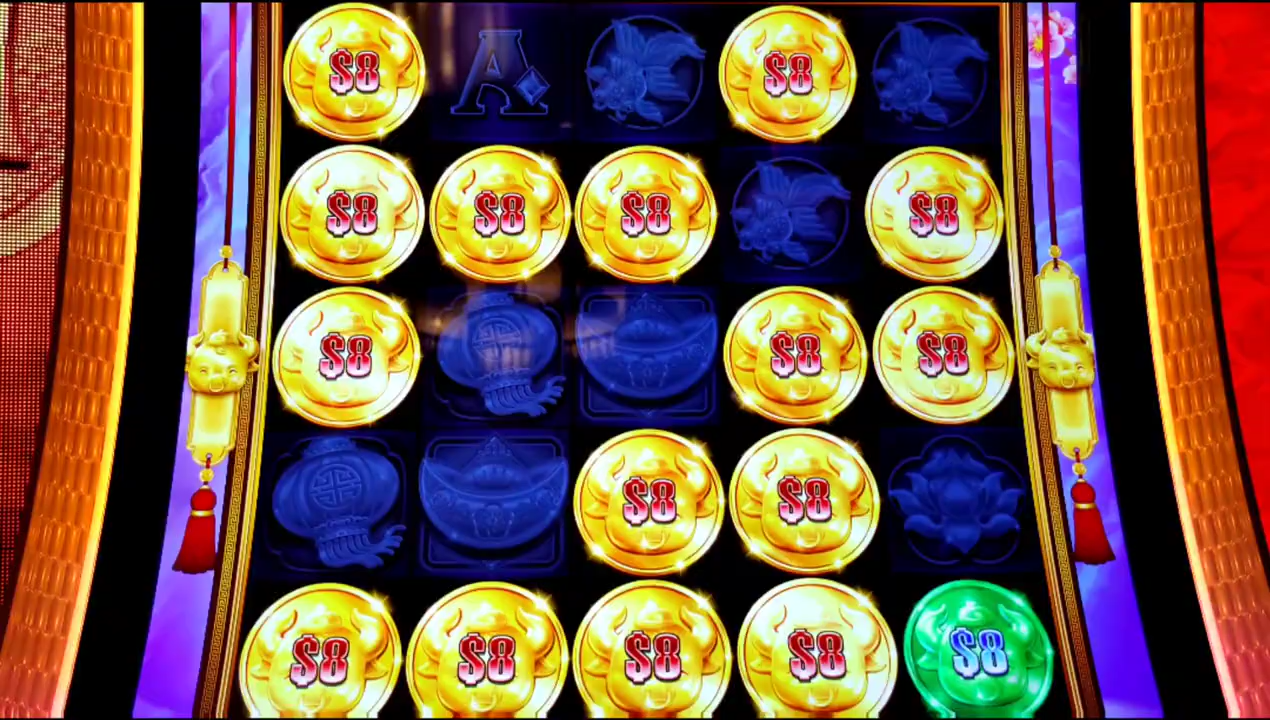 $8 A $8
$8 $8 $8 $8
$8 $8 $8
$8 $8
$8 $8 $8 $8 $8